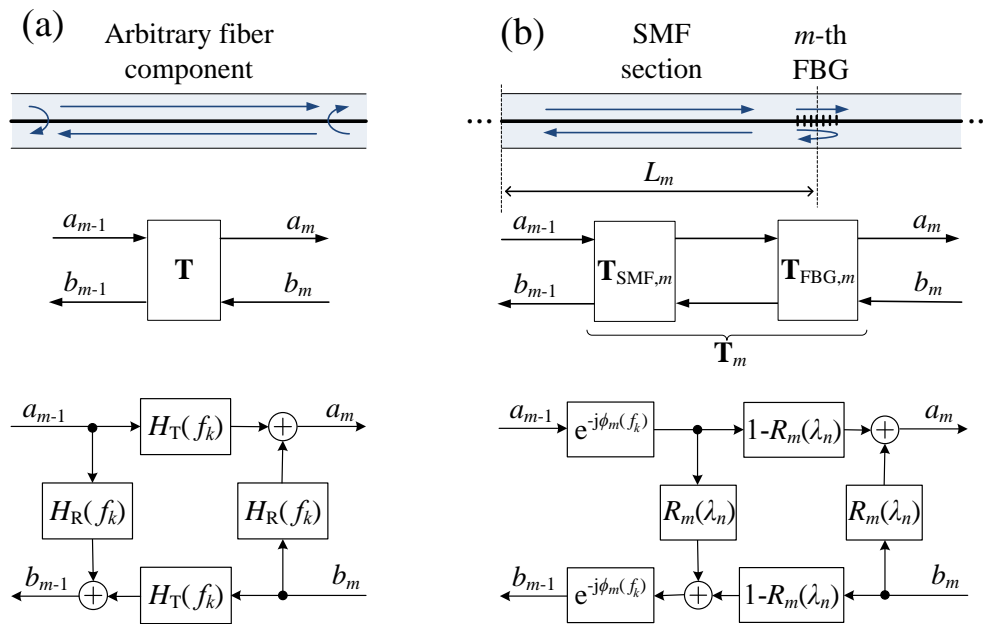 (a)
Arbitrary fiber
component
a_{m-1}
a_m
T
b_{m-1}
b_m
a_{m-1}
H_T(f_k)
a_m
H_R(f_k)
H_R(f_k)
b_{m-1}
H_T(f_k)
b_m
(b)
SMF
section
m-th
FBG
L_m
a_{m-1}
a_m
T_{SMF,m}
T_{FBG,m}
b_{m-1}
b_m
T_m
a_{m-1}
e^{-jϕ_m(f_k)}
1-R_m(λ_n)
a_m
R_m(λ_n)
R_m(λ_n)
b_{m-1}
e^{-jϕ_m(f_k)}
1-R_m(λ_n)
b_m